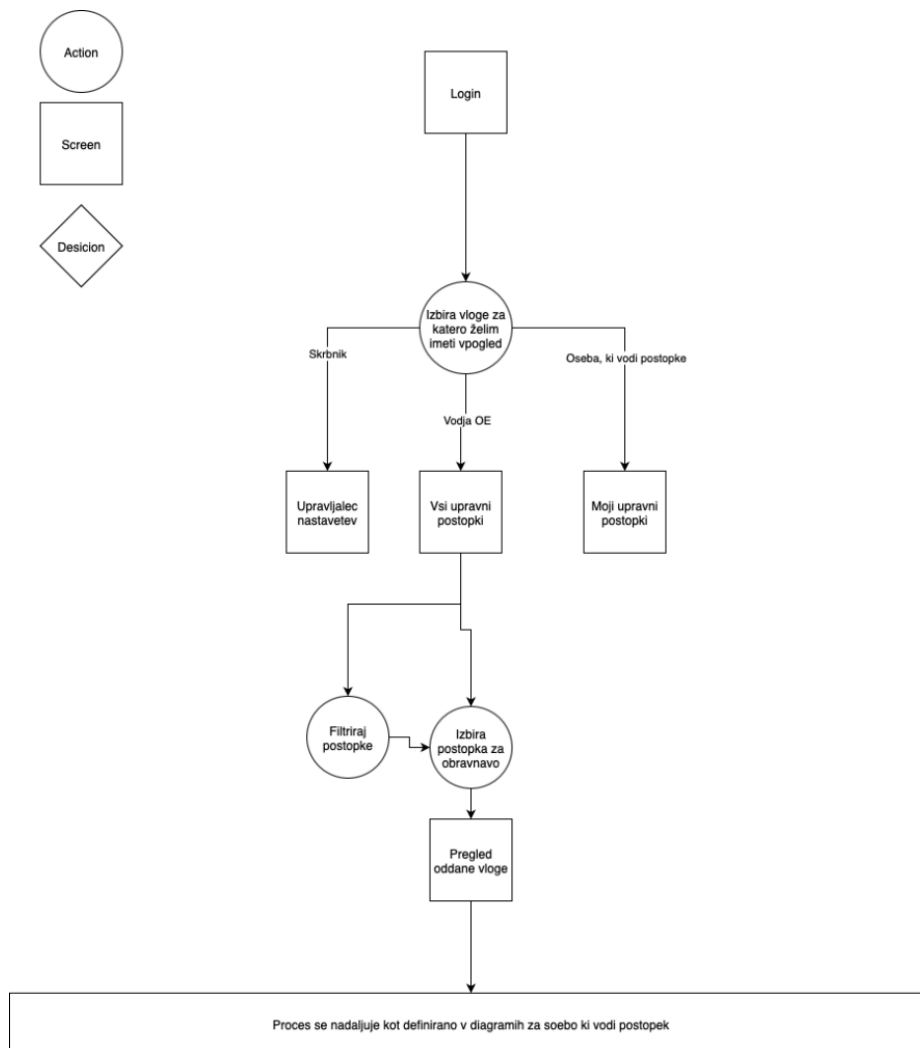 Action
Login
Screen
Desicion
Izbira vloge za
katero želim
imeti vpogled
Skrbnik
Oseba, ki vodi postopke
Vodja OE
Upravljalec
nastavetev
Vsi upravni
postopki
Moji upravni
postopki
Filtriraj
postopke
Izbira
postopka za
obravnavo
Pregled
oddane vloge
Proces se nadaljuje kot definirano v diagramih za soebo ki vodi postopek